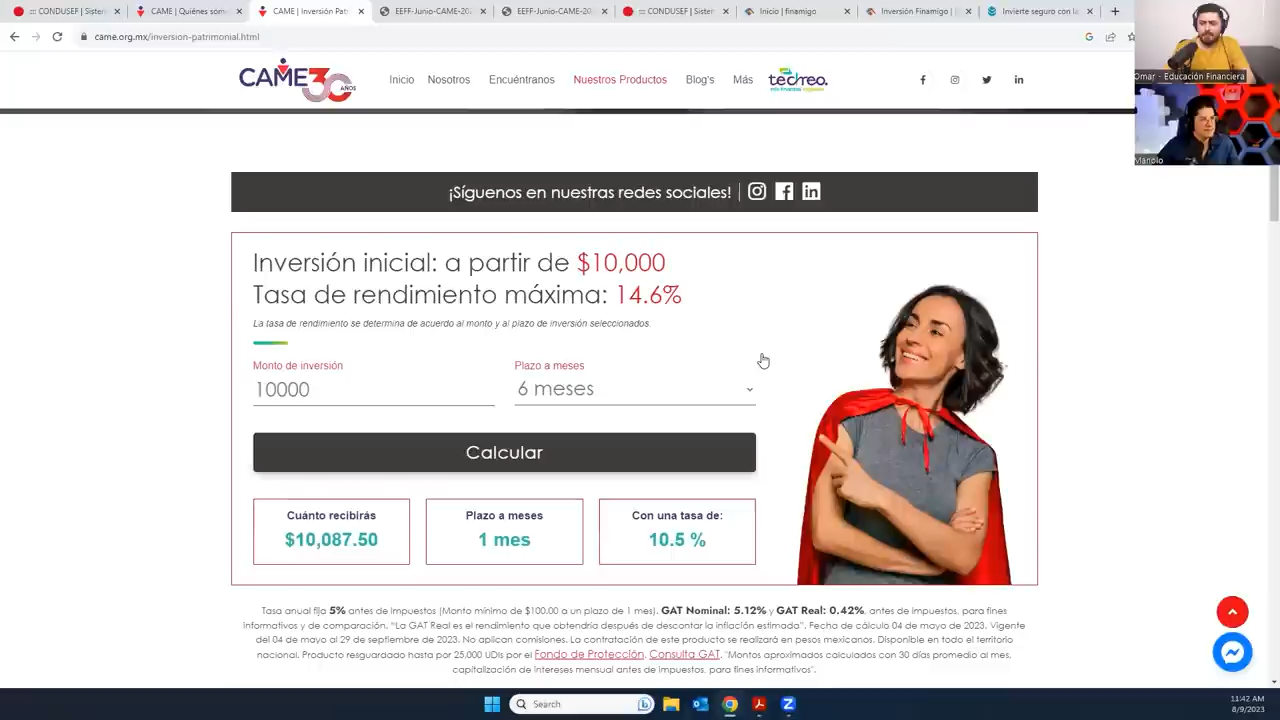 ::: CONDUSEF | Sistem
CAME | Quiénes sóm
CAME | Inversión Pat
EEFF-Junio-CAME-20
EEFF-Junio-CAME-20
::: CONDUSEF | Sistem
Inicio | finamigo
Inversión Finamigo |
Invierte seguro con la
came.org.mx/inversion-patrimonial.html
CAME 30 AÑOS
Inicio
Nosotros
Encuéntranos
Nuestros Productos
Blog's
Más
techreo.
Omar - Educación Financiera
Manolo
¡Síguenos en nuestras redes sociales!
Inversión inicial: a partir de $10,000
Tasa de rendimiento máxima: 14.6%
La tasa de rendimiento se determina de acuerdo al monto y al plazo de inversión seleccionados.
Monto de inversión
Plazo a meses
10000
6 meses
Calcular
Cuánto recibirás
$10,087.50
Plazo a meses
1 mes
Con una tasa de:
10.5 %
Tasa anual fija 5% antes de Impuestos (Monto mínimo de $100.00 a un plazo de 1 mes). GAT Nominal: 5.12% y GAT Real: 0.42%, antes de impuestos, para fines
informativos y de comparación. "La GAT Real es el rendimiento que obtendría después de descontar la inflación estimada". Fecha de cálculo 04 de mayo de 2023. Vigente
del 04 de mayo al 29 de septiembre de 2023. No aplican comisiones. La contratación de este producto se realizará en pesos mexicanos. Disponible en todo el territorio
nacional. Producto resguardado hasta por 25,000 UDIs por el Fondo de Protección. Consulta GAT. "Montos aproximados calculados con 30 días promedio al mes,
capitalización de intereses mensual antes de impuestos, para fines informativos".
Search
11:42 AM
8/9/2023